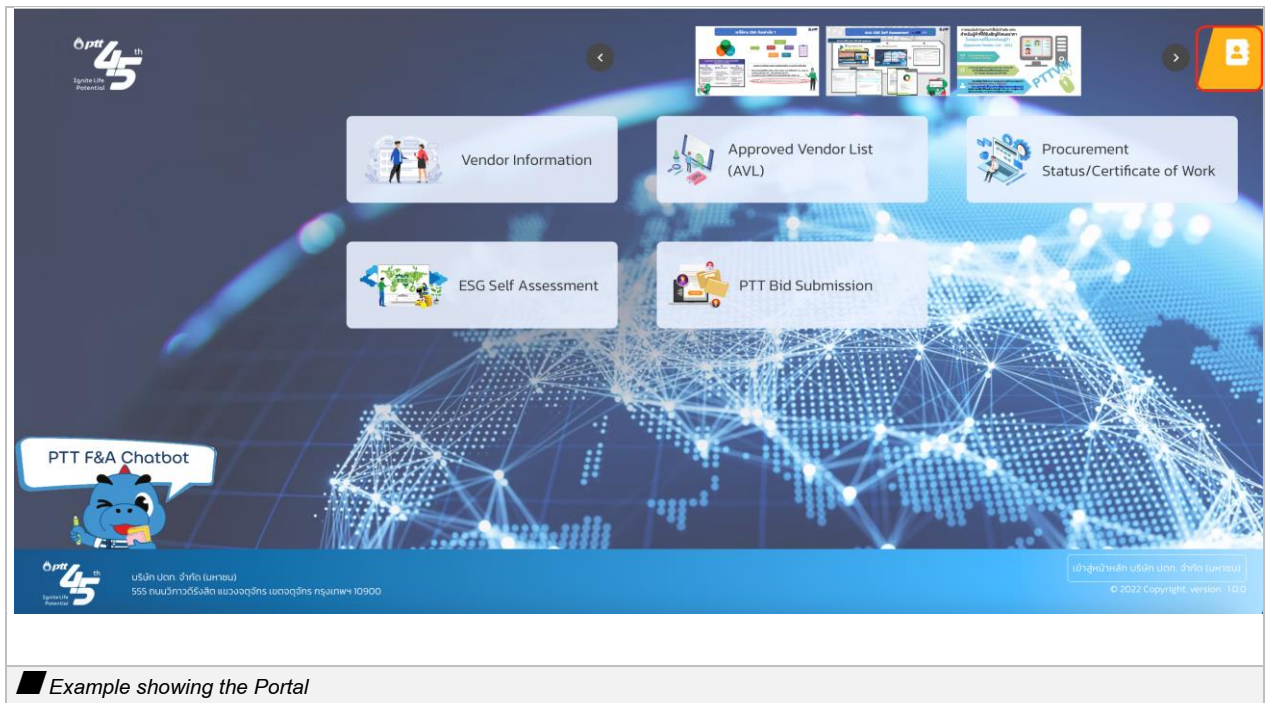 ptt 45 th
Ignite Life
Potential
ESG Self Assessment
PTTVM
Vendor Information
Approved Vendor List
(AVL)
Procurement
Status/Certificate of Work
ESG Self Assessment
PTT Bid Submission
PTT F&A Chatbot
ptt 45 th
Ignite Life
Potential
บริษัท ปตท. จำกัด (มหาชน)
555 ถนนวิภาวดีรังสิต แขวงจตุจักร เขตจตุจักร กรุงเทพฯ 10900
เข้าสู่หน้าหลัก บริษัท ปตท. จำกัด (มหาชน)
© 2022 Copyright. version : 1.0.0
Example showing the Portal